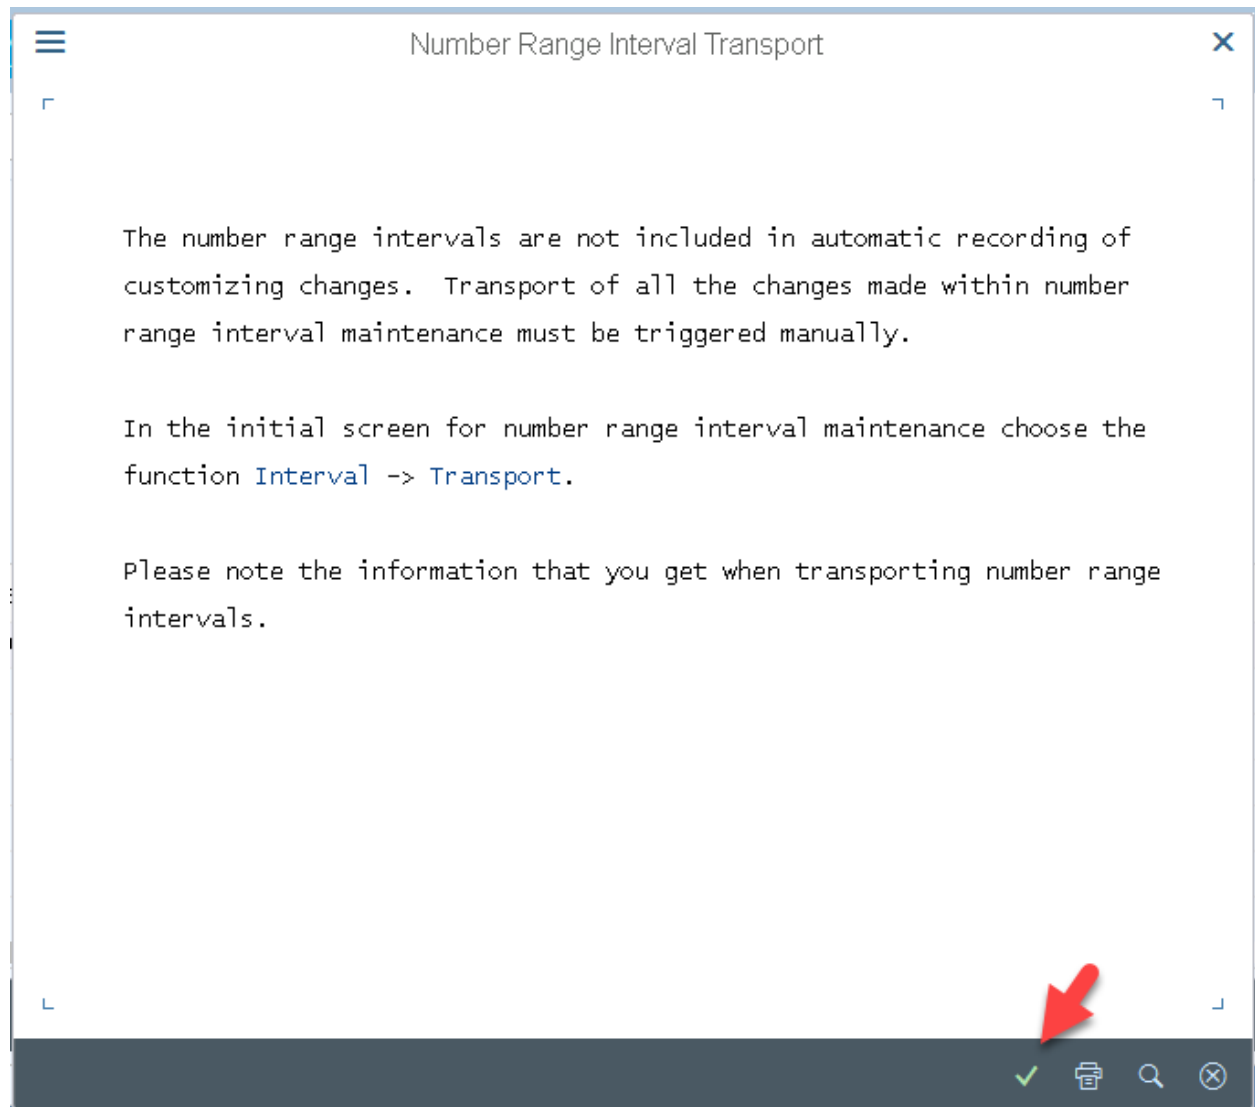 Number Range Interval Transport
The number range intervals are not included in automatic recording of
customizing changes.  Transport of all the changes made within number
range interval maintenance must be triggered manually.
In the initial screen for number range interval maintenance choose the
function Interval -> Transport.
Please note the information that you get when transporting number range
intervals.